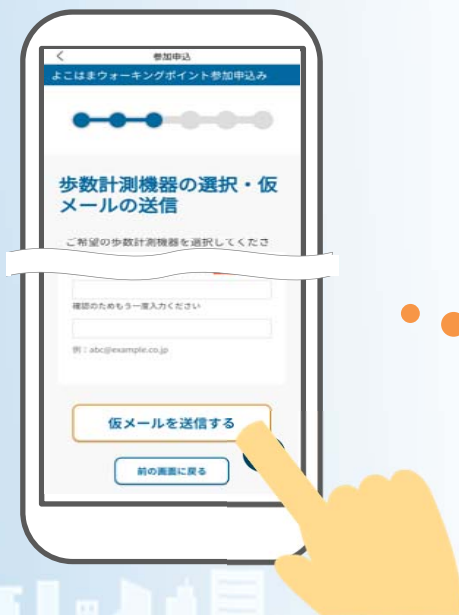 参加申込
よこはまウォーキングポイント参加申込み
歩数計測機器の選択・仮
メールの送信
ご希望の歩数計測機器を選択してくださ
確認のためもう一度入力ください
例：abc@example.co.jp
仮メールを送信する
前の画面に戻る